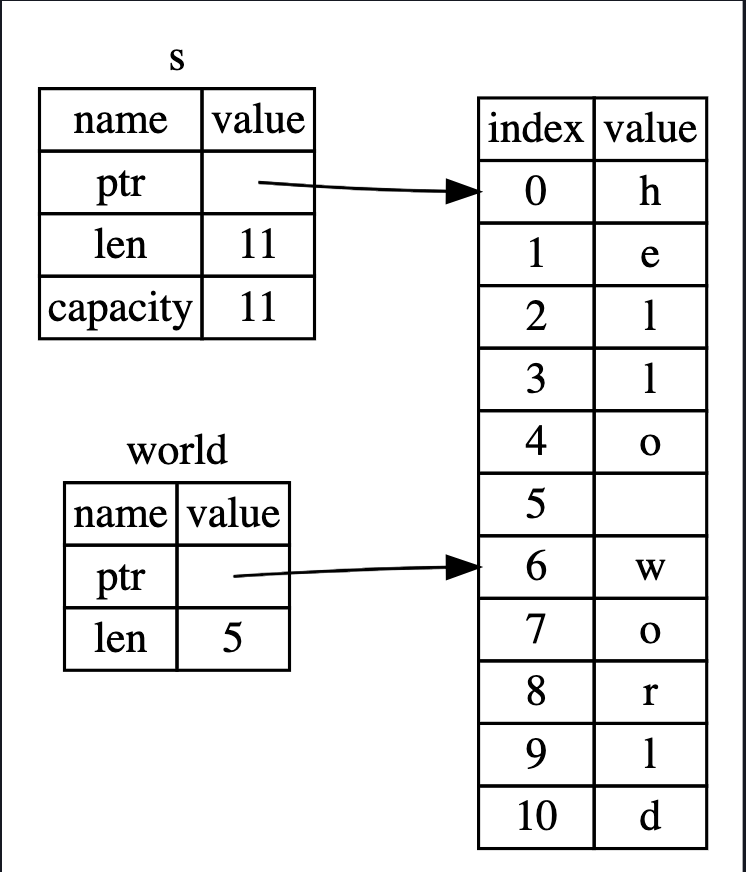 s
name value
ptr
len 11
capacity 11
world
name value
ptr
len 5
index value
0 h
1 e
2 l
3 l
4 o
5
6 w
7 o
8 r
9 l
10 d